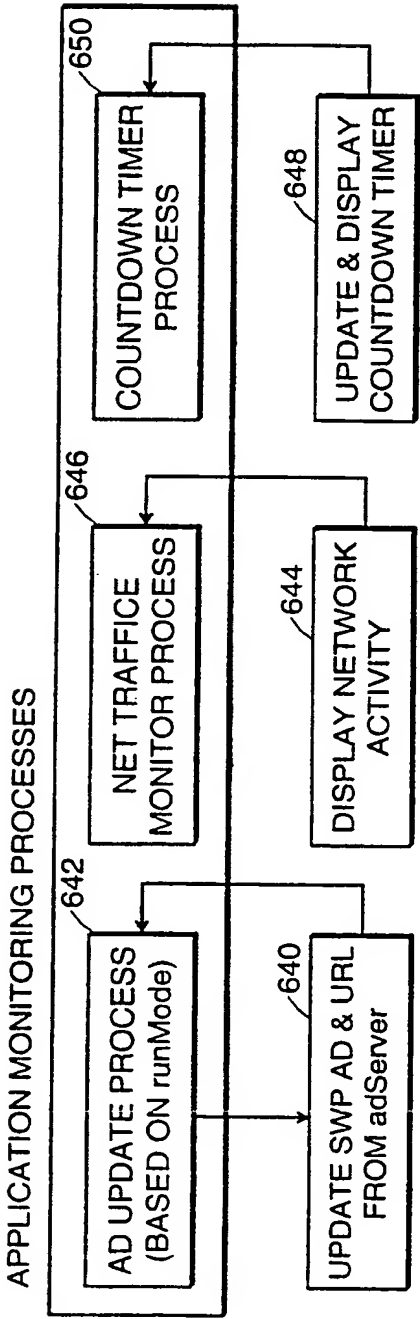 APPLICATION MONITORING PROCESSES
642
AD UPDATE PROCESS
(BASED ON runMode)
646
NET TRAFFICE
MONITOR PROCESS
650
COUNTDOWN TIMER
PROCESS
640
UPDATE SWP AD & URL
FROM adServer
644
DISPLAY NETWORK
ACTIVITY
648
UPDATE & DISPLAY
COUNTDOWN TIMER